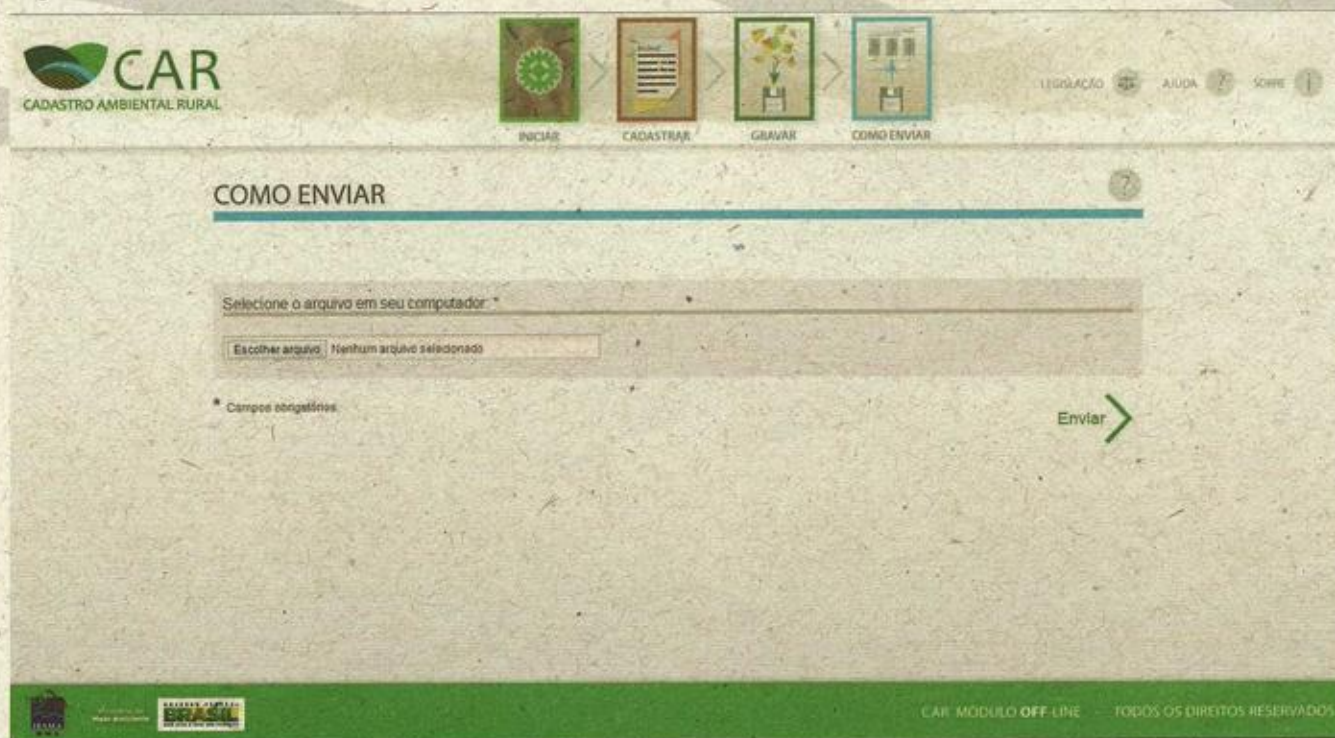 CAR
CADASTRO AMBIENTAL RURAL
INICIAR
CADASTRAR
GRAVAR
COMO ENVIAR
LEGISLAÇÃO
AJUDA ?
SOBRE i
COMO ENVIAR
?
Selecione o arquivo em seu computador: *
Escolher arquivo Nenhum arquivo selecionado
* Campos obrigatórios.
Enviar
IBAMA
BRASIL
CAR MÓDULO OFF-LINE
TODOS OS DIREITOS RESERVADOS